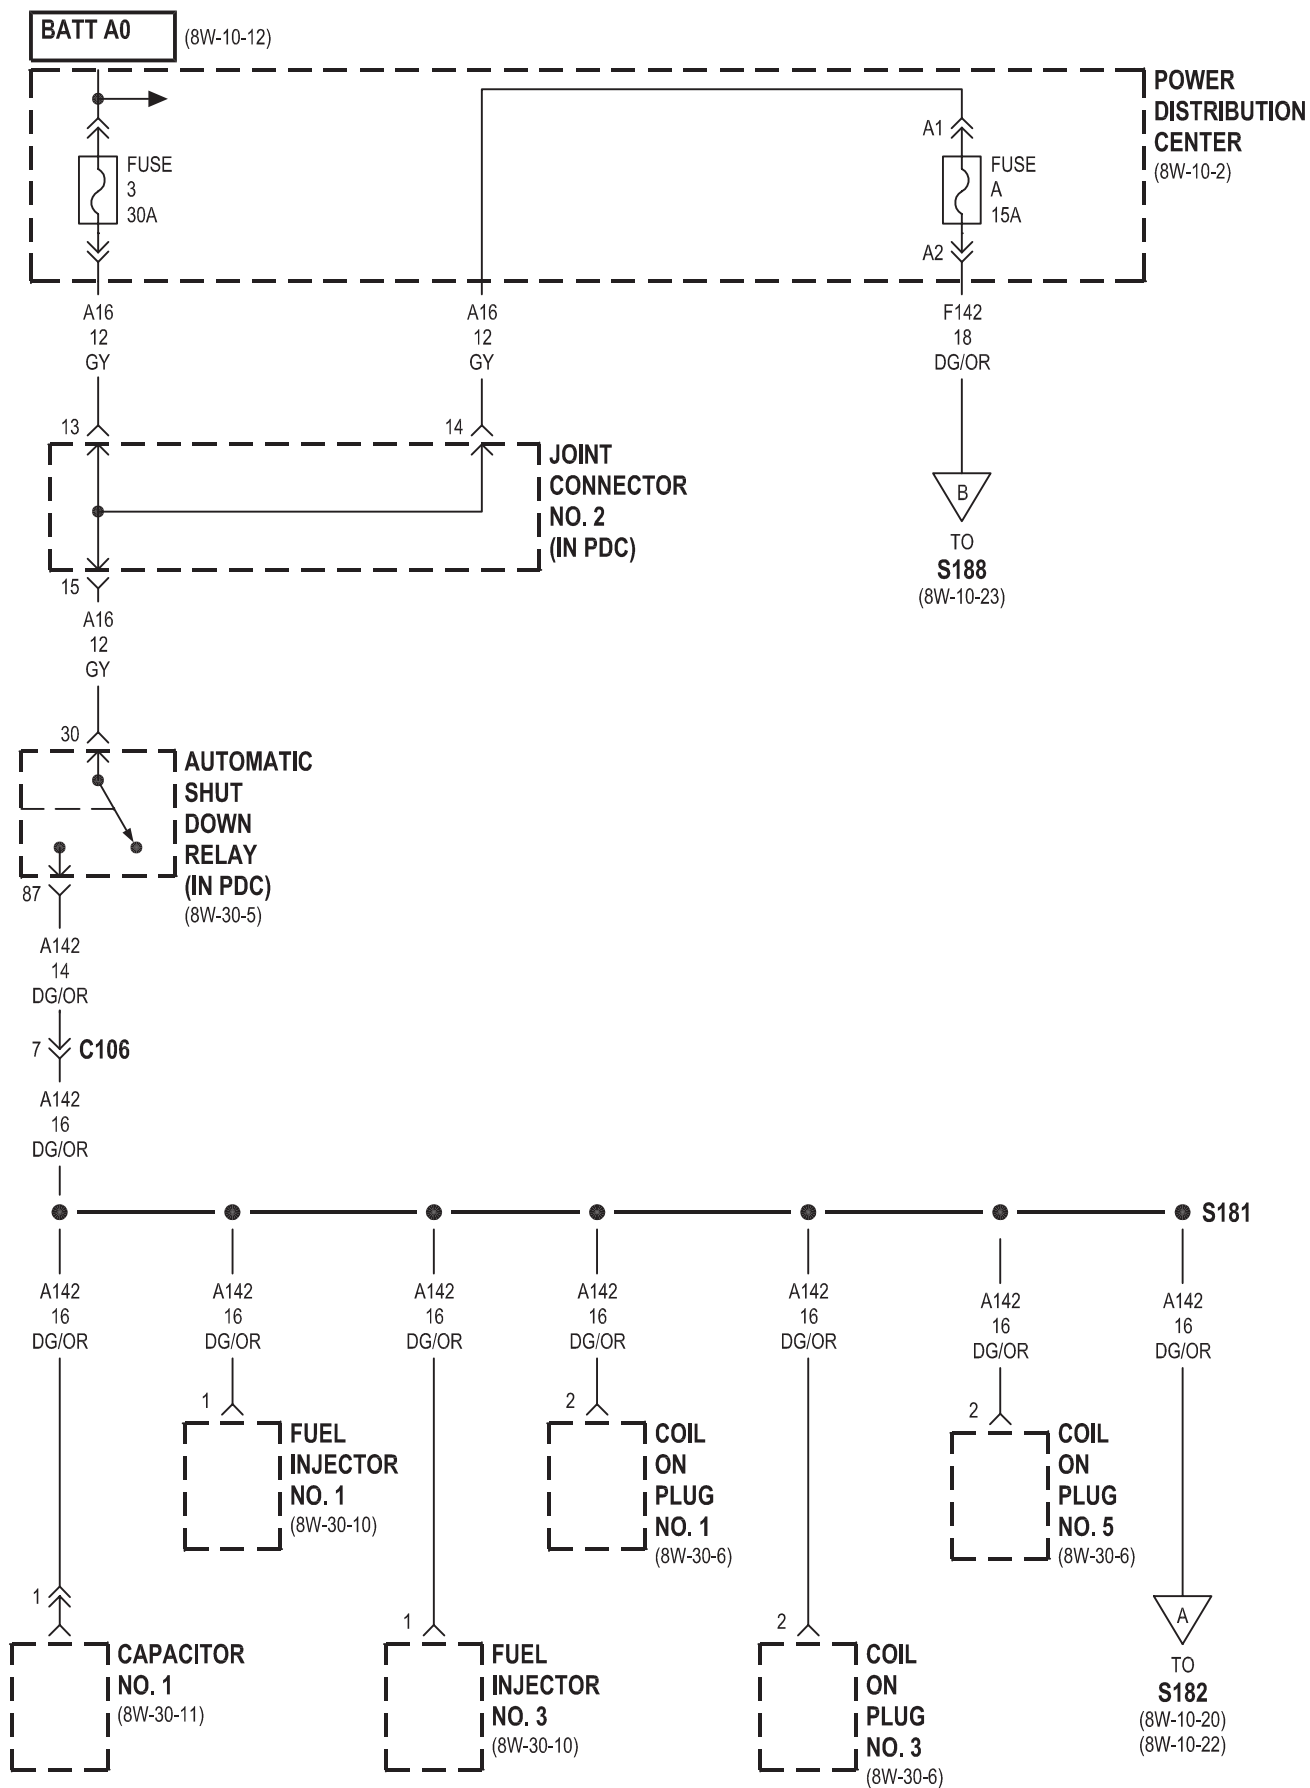 BATT A0
(8W-10-12)
POWER
DISTRIBUTION
CENTER
(8W-10-2)
FUSE
3
30A
A1
FUSE
A
15A
A2
A16
12
GY
A16
12
GY
F142
18
DG/OR
13
14
JOINT
CONNECTOR
NO. 2
(IN PDC)
B
TO
S188
(8W-10-23)
15
A16
12
GY
30
AUTOMATIC
SHUT
DOWN
RELAY
(IN PDC)
(8W-30-5)
87
A142
14
DG/OR
7
C106
A142
16
DG/OR
S181
A142
16
DG/OR
A142
16
DG/OR
A142
16
DG/OR
A142
16
DG/OR
A142
16
DG/OR
A142
16
DG/OR
A142
16
DG/OR
1
FUEL
INJECTOR
NO. 1
(8W-30-10)
2
COIL
ON
PLUG
NO. 1
(8W-30-6)
2
COIL
ON
PLUG
NO. 5
(8W-30-6)
1
CAPACITOR
NO. 1
(8W-30-11)
1
FUEL
INJECTOR
NO. 3
(8W-30-10)
2
COIL
ON
PLUG
NO. 3
(8W-30-6)
A
TO
S182
(8W-10-20)
(8W-10-22)